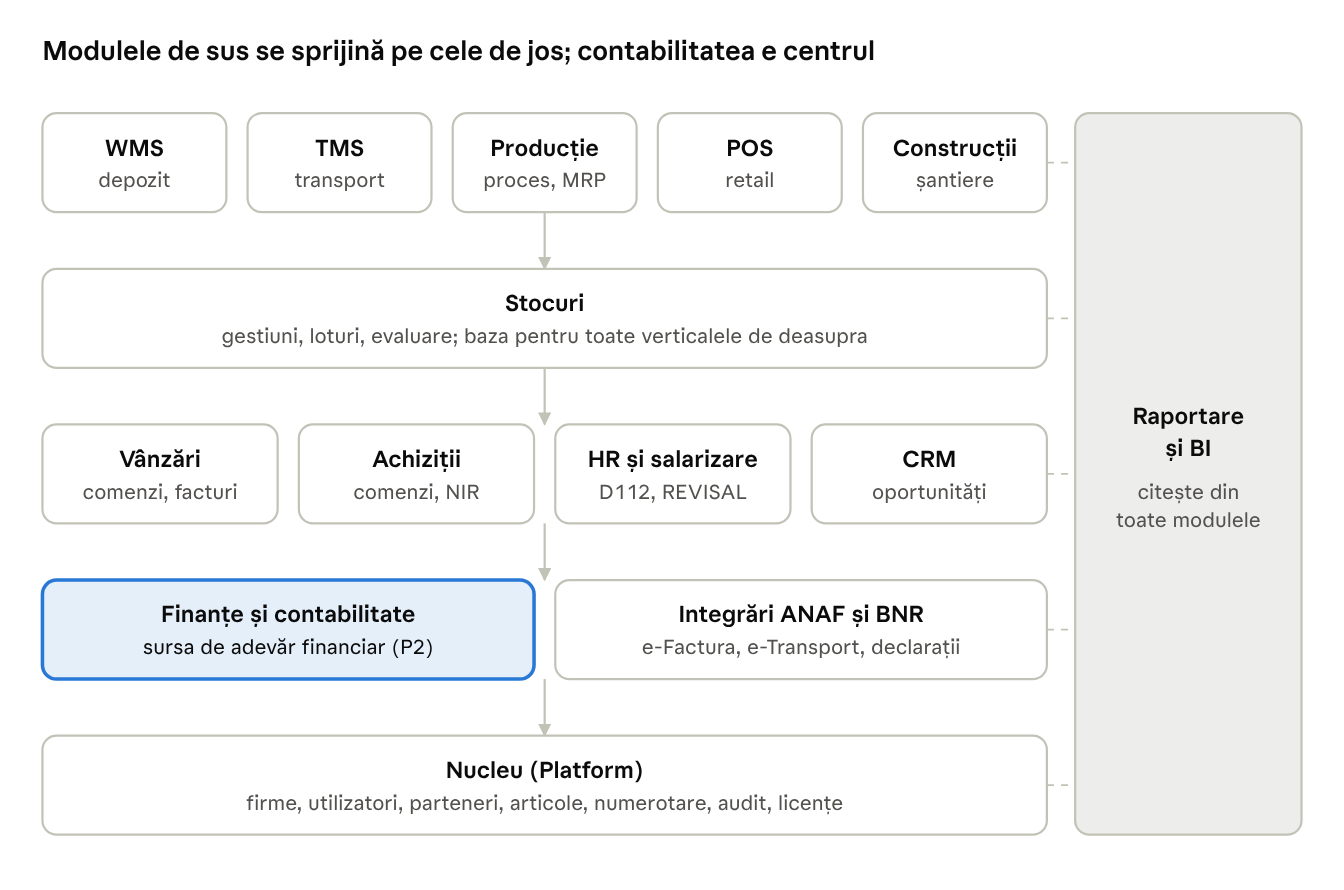 Modulele de sus se sprijină pe cele de jos; contabilitatea e centrul
WMS
depozit
TMS
transport
Producție
proces, MRP
POS
retail
Construcții
șantiere
Stocuri
gestiuni, loturi, evaluare; baza pentru toate verticalele de deasupra
Vânzări
comenzi, facturi
Achiziții
comenzi, NIR
HR și salarizare
D112, REVISAL
CRM
oportunități
Finanțe și contabilitate
sursa de adevăr financiar (P2)
Integrări ANAF și BNR
e-Factura, e-Transport, declarații
Nucleu (Platform)
firme, utilizatori, parteneri, articole, numerotare, audit, licențe
Raportare
și BI
citește din
toate modulele